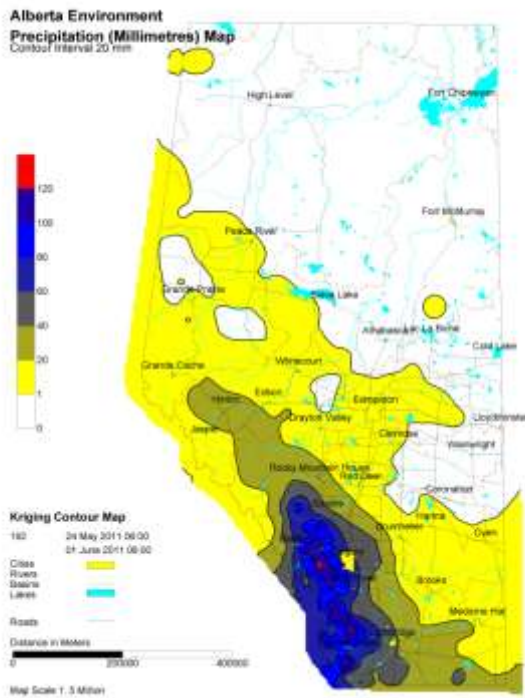 Alberta Environment
Precipitation (Millimetres) Map
Contour Interval 20 mm
High Level
Fort Chipewyan
120
100
80
60
40
20
1
0
Fort McMurray
Peace River
Grande Prairie
Slave Lake
Athabasca Lac La Biche
Cold Lake
Grande Cache
Whitecourt
Edson
Edmonton
Hinton
Drayton Valley
Lloydminster
Jasper
Camrose
Wainwright
Rocky Mountain House
Red Deer
Coronation
Kriging Contour Map
Hanna
Drumheller
Oyen
192 24 May 2011 06:00
01 June 2011 06:00
Cities
Rivers
Basins
Lakes
Brooks
Medicine Hat
Roads
Distance in Meters
0 200000 400000
Map Scale 1: 5 Million